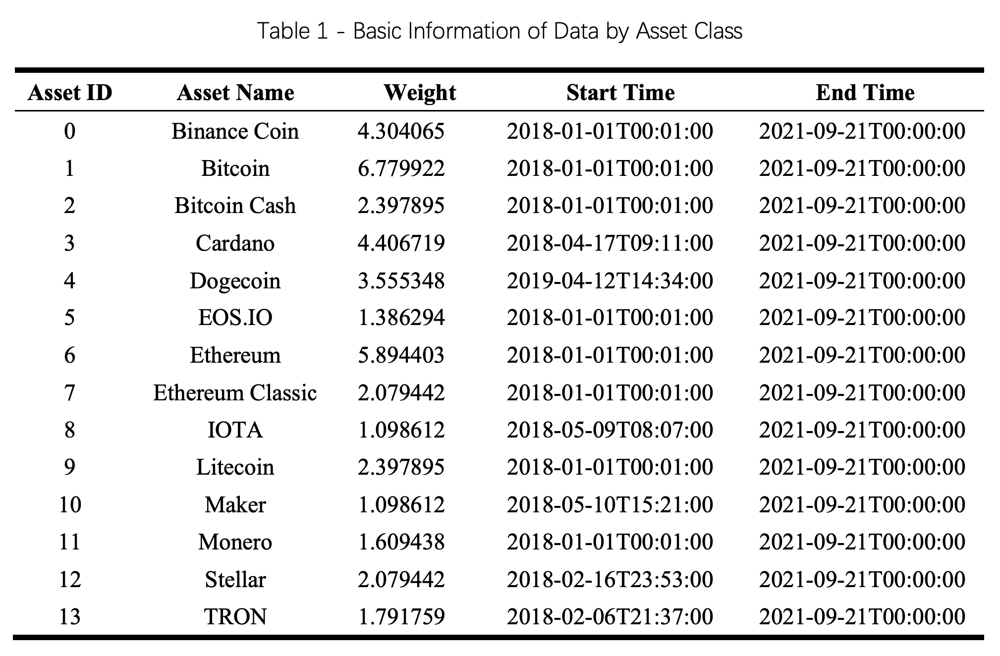 Table 1 - Basic Information of Data by Asset Class
Asset ID Asset Name Weight Start Time End Time
0 Binance Coin 4.304065 2018-01-01T00:01:00 2021-09-21T00:00:00
1 Bitcoin 6.779922 2018-01-01T00:01:00 2021-09-21T00:00:00
2 Bitcoin Cash 2.397895 2018-01-01T00:01:00 2021-09-21T00:00:00
3 Cardano 4.406719 2018-04-17T09:11:00 2021-09-21T00:00:00
4 Dogecoin 3.555348 2019-04-12T14:34:00 2021-09-21T00:00:00
5 EOS.IO 1.386294 2018-01-01T00:01:00 2021-09-21T00:00:00
6 Ethereum 5.894403 2018-01-01T00:01:00 2021-09-21T00:00:00
7 Ethereum Classic 2.079442 2018-01-01T00:01:00 2021-09-21T00:00:00
8 IOTA 1.098612 2018-05-09T08:07:00 2021-09-21T00:00:00
9 Litecoin 2.397895 2018-01-01T00:01:00 2021-09-21T00:00:00
10 Maker 1.098612 2018-05-10T15:21:00 2021-09-21T00:00:00
11 Monero 1.609438 2018-01-01T00:01:00 2021-09-21T00:00:00
12 Stellar 2.079442 2018-02-16T23:53:00 2021-09-21T00:00:00
13 TRON 1.791759 2018-02-06T21:37:00 2021-09-21T00:00:00